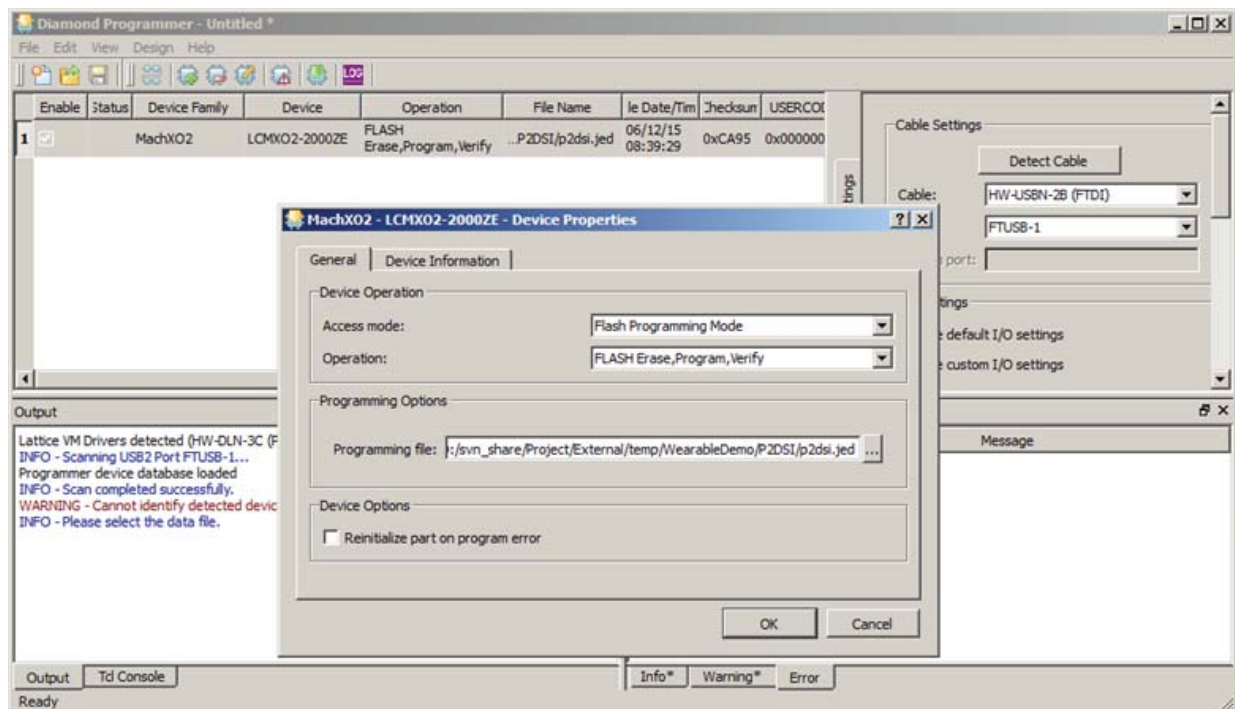 Diamond Programmer - Untitled *
File Edit View Design Help
LOG
Enable Status Device Family Device Operation File Name le Date/Tim Checksun USERCOI
1 MachXO2 LCMXO2-2000ZE FLASH Erase,Program,Verify ...P2DSI/p2dsi.jed 06/12/15 08:39:29 0xCA95 0x000000
Cable Settings
Detect Cable
Cable: HW-USBN-2B (FTDI)
FTUSB-1
port:
tings
tings
default I/O settings
custom I/O settings
MachXO2 - LCMXO2-2000ZE - Device Properties
General Device Information
Device Operation
Access mode: Flash Programming Mode
Operation: FLASH Erase,Program,Verify
Programming Options
Programming file: :/svn_share/Project/External/temp/WearableDemo/P2DSI/p2dsi.jed ...
Device Options
Reinitialize part on program error
OK Cancel
Output
Lattice VM Drivers detected (HW-DLN-3C (F
INFO - Scanning USB2 Port FTUSB-1...
Programmer device database loaded
INFO - Scan completed successfully.
WARNING - Cannot identify detected devic
INFO - Please select the data file.
Message
Output Tcl Console
Info* Warning* Error
Ready